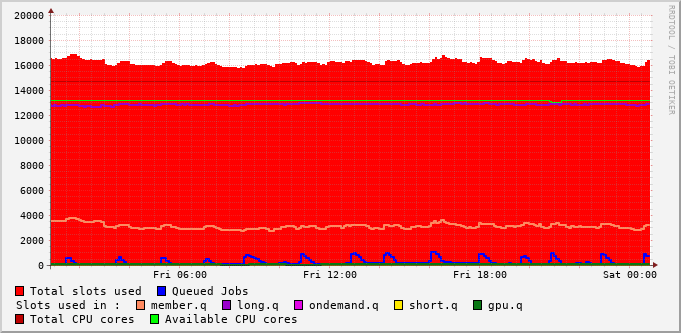 20000
18000
16000
14000
12000
10000
8000
6000
4000
2000
0
Fri 06:00 Fri 12:00 Fri 18:00 Sat 00:00
Total slots used Queued Jobs
Slots used in : member.q long.q ondemand.q short.q gpu.q
Total CPU cores Available CPU cores
RRDTOOL / TOBI OETIKER